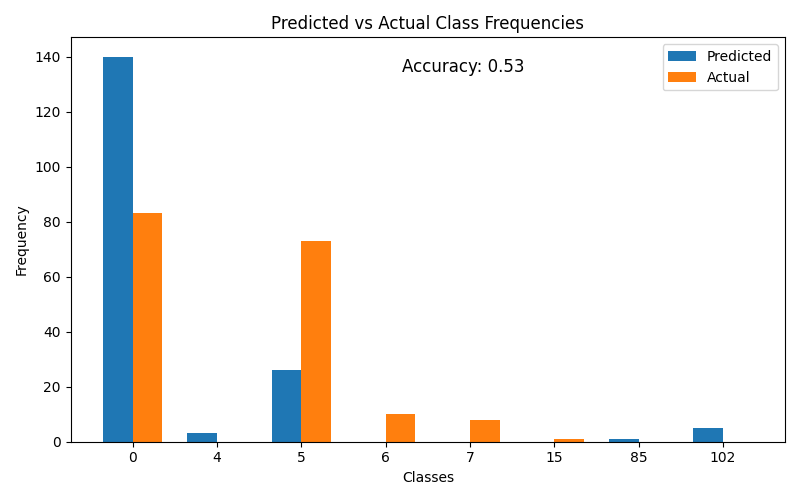 Predicted vs Actual Class Frequencies
Accuracy: 0.53
Predicted
Actual
Frequency
140
120
100
80
60
40
20
0
0 4 5 6 7 15 85 102
Classes